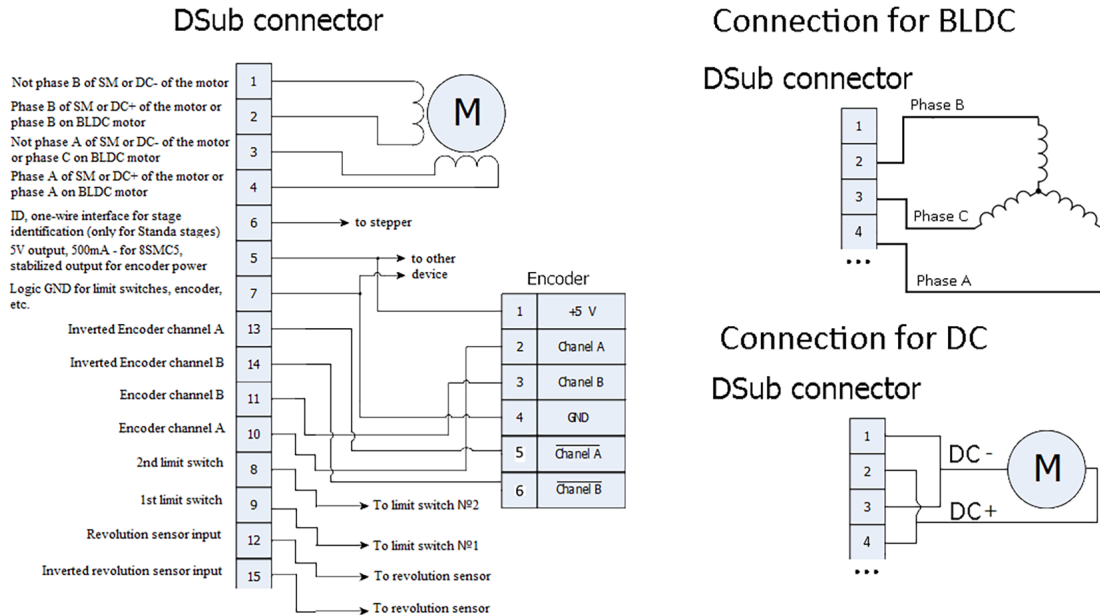 DSub connector
Not phase B of SM or DC- of the motor
1
Phase B of SM or DC+ of the motor or
phase B on BLDC motor
2
Not phase A of SM or DC- of the motor
or phase C on BLDC motor
3
Phase A of SM or DC+ of the motor or
phase A on BLDC motor
4
M
ID, one-wire interface for stage
identification (only for Standa stages)
6
to stepper
5V output, 500mA - for 8SMC5,
stabilized output for encoder power
5
to other
device
Logic GND for limit switches, encoder,
etc.
7
Inverted Encoder channel A
13
Inverted Encoder channel B
14
Encoder channel B
11
Encoder channel A
10
2nd limit switch
8
To limit switch №2
1st limit switch
9
To limit switch №1
Revolution sensor input
12
To revolution sensor
Inverted revolution sensor input
15
To revolution sensor
Encoder
1 +5 V
2 Chanel A
3 Chanel B
4 GND
5 Chanel A
6 Chanel B
Connection for BLDC
DSub connector
Phase B
1
2
3
Phase C
4
...
Phase A
Connection for DC
DSub connector
1
DC -
M
2
3
DC+
4
...